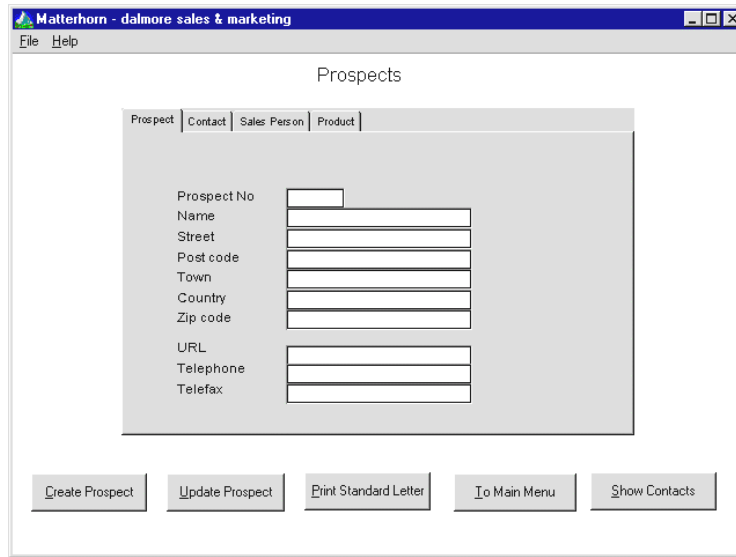 Matterhorn - dalmore sales & marketing
File Help
Prospects
Prospect Contact Sales Person Product
Prospect No
Name
Street
Post code
Town
Country
Zip code
URL
Telephone
Telefax
Create Prospect Update Prospect Print Standard Letter To Main Menu Show Contacts